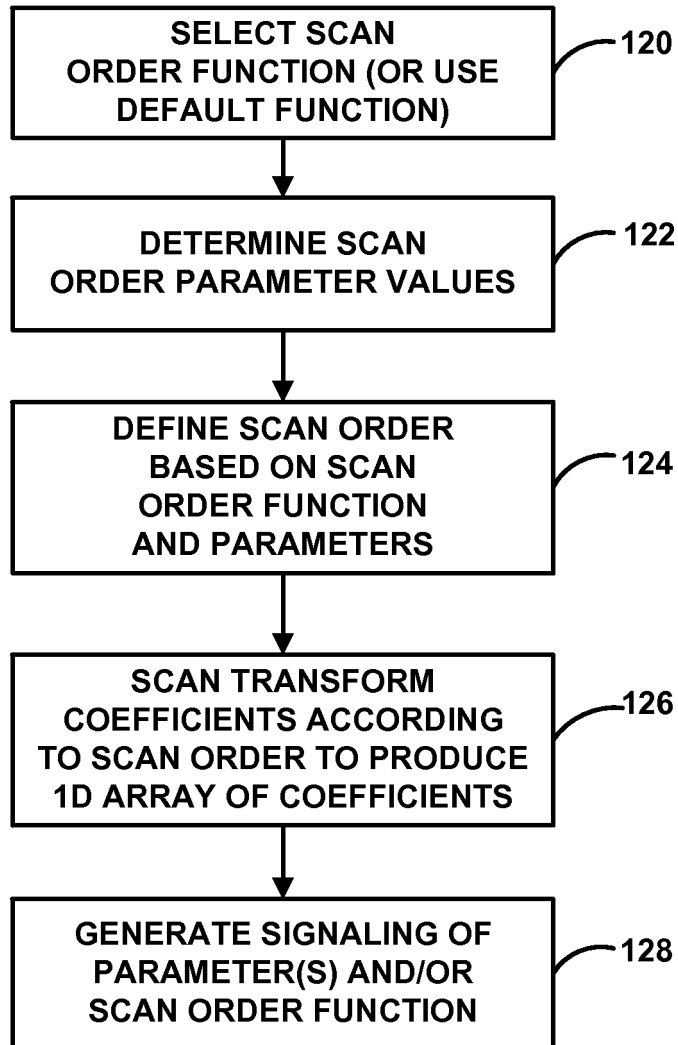 SELECT SCAN
ORDER FUNCTION (OR USE
DEFAULT FUNCTION)
120
DETERMINE SCAN
ORDER PARAMETER VALUES
122
DEFINE SCAN ORDER
BASED ON SCAN
ORDER FUNCTION
AND PARAMETERS
124
SCAN TRANSFORM
COEFFICIENTS ACCORDING
TO SCAN ORDER TO PRODUCE
1D ARRAY OF COEFFICIENTS
126
GENERATE SIGNALING OF
PARAMETER(S) AND/OR
SCAN ORDER FUNCTION
128